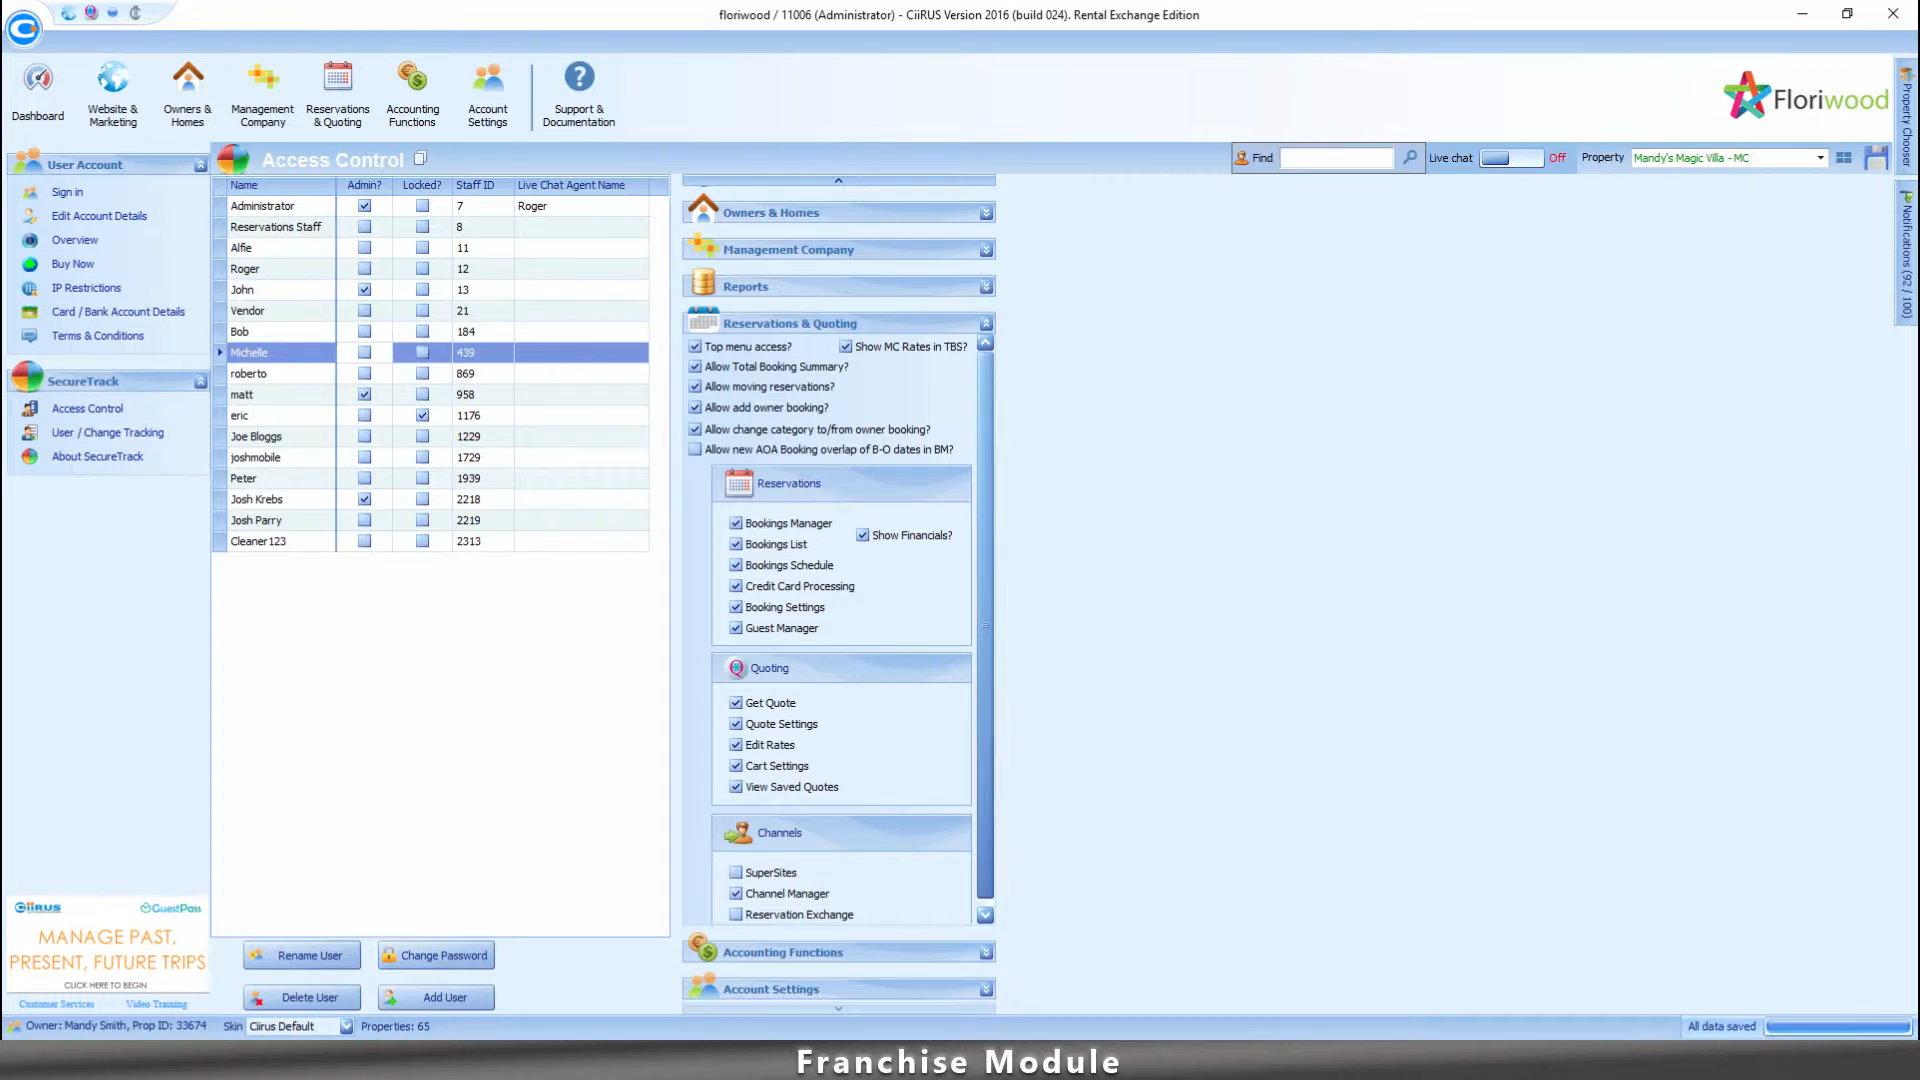 floriwood / 11006 (Administrator) - CiiRUS Version 2016 (build 024). Rental Exchange Edition
Dashboard
Website & Marketing
Owners & Homes
Management Company
Reservations & Quoting
Accounting Functions
Account Settings
Support & Documentation
Floriwood
Property Chooser
Notifications (92 / 100)
User Account
Sign in
Edit Account Details
Overview
Buy Now
IP Restrictions
Card / Bank Account Details
Terms & Conditions
SecureTrack
Access Control
User / Change Tracking
About SecureTrack
Access Control
Find
Live chat
Off
Property
Mandy's Magic Villa - MC
Name Admin? Locked? Staff ID Live Chat Agent Name
Administrator 7 Roger
Reservations Staff 8
Alfie 11
Roger 12
John 13
Vendor 21
Bob 184
Michelle 439
roberto 869
matt 958
eric 1176
Joe Bloggs 1229
joshmobile 1729
Peter 1939
Josh Krebs 2218
Josh Parry 2219
Cleaner123 2313
Owners & Homes
Management Company
Reports
Reservations & Quoting
Top menu access? Show MC Rates in TBS?
Allow Total Booking Summary?
Allow moving reservations?
Allow add owner booking?
Allow change category to/from owner booking?
Allow new AOA Booking overlap of B-O dates in BM?
Reservations
Bookings Manager
Show Financials?
Bookings List
Bookings Schedule
Credit Card Processing
Booking Settings
Guest Manager
Quoting
Get Quote
Quote Settings
Edit Rates
Cart Settings
View Saved Quotes
Channels
SuperSites
Channel Manager
Reservation Exchange
Accounting Functions
Account Settings
Rename User Change Password
Delete User Add User
CiiRUS GuestPass
MANAGE PAST,
PRESENT, FUTURE TRIPS
CLICK HERE TO BEGIN
Customer Services Video Training
Owner: Mandy Smith, Prop ID: 33674 Skin Ciirus Default Properties: 65
All data saved
Franchise Module